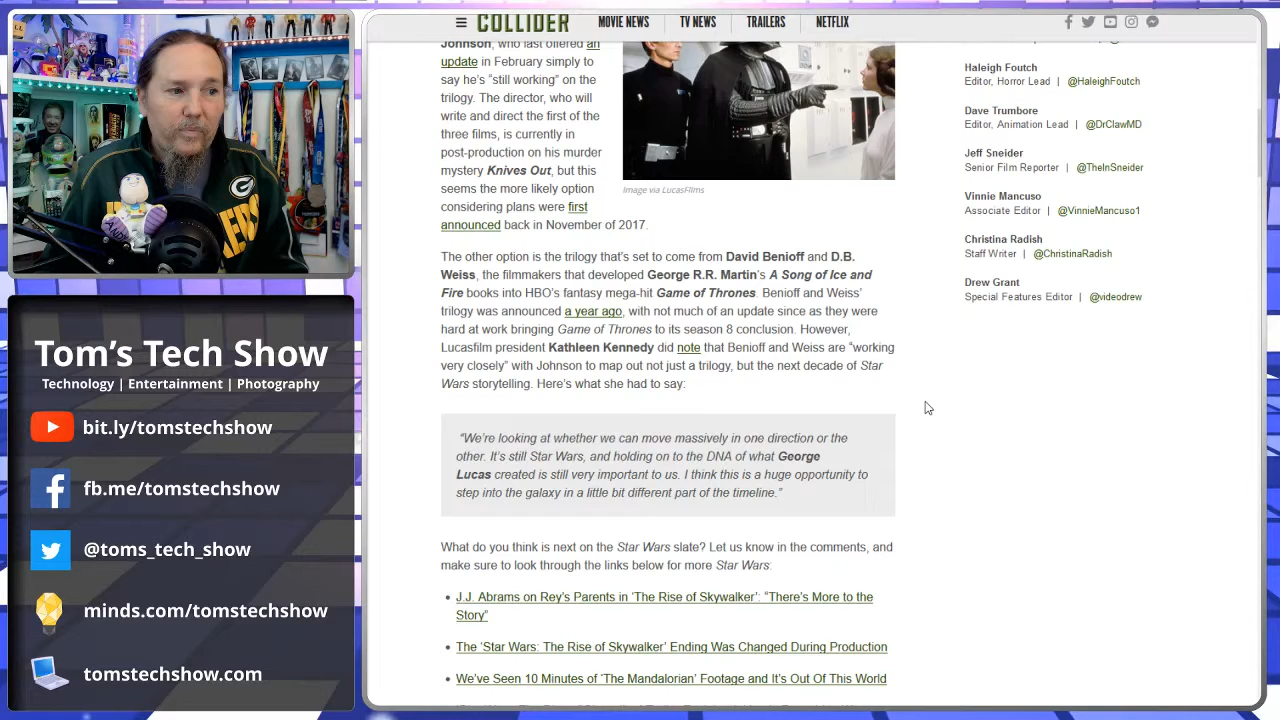 COLLIDER
MOVIE NEWS
TV NEWS
TRAILERS
NETFLIX
Johnson, who last offered an
update in February simply to
say he's "still working" on the
trilogy. The director, who will
write and direct the first of the
three films, is currently in
post-production on his murder
mystery Knives Out, but this
seems the more likely option
considering plans were first
announced back in November of 2017.
Image via LucasFilms
The other option is the trilogy that's set to come from David Benioff and D.B.
Weiss, the filmmakers that developed George R.R. Martin's A Song of Ice and
Fire books into HBO's fantasy mega-hit Game of Thrones. Benioff and Weiss'
trilogy was announced a year ago, with not much of an update since as they were
hard at work bringing Game of Thrones to its season 8 conclusion. However,
Lucasfilm president Kathleen Kennedy did note that Benioff and Weiss are "working
very closely" with Johnson to map out not just a trilogy, but the next decade of Star
Wars storytelling. Here's what she had to say:
"We're looking at whether we can move massively in one direction or the
other. It's still Star Wars, and holding on to the DNA of what George
Lucas created is still very important to us. I think this is a huge opportunity to
step into the galaxy in a little bit different part of the timeline."
What do you think is next on the Star Wars slate? Let us know in the comments, and
make sure to look through the links below for more Star Wars:
• J.J. Abrams on Rey's Parents in 'The Rise of Skywalker': "There's More to the
Story"
• The 'Star Wars: The Rise of Skywalker' Ending Was Changed During Production
• We've Seen 10 Minutes of 'The Mandalorian' Footage and It's Out Of This World
Haleigh Foutch
Editor, Horror Lead | @HaleighFoutch
Dave Trumbore
Editor, Animation Lead | @DrClawMD
Jeff Sneider
Senior Film Reporter | @TheInSneider
Vinnie Mancuso
Associate Editor | @VinnieMancuso1
Christina Radish
Staff Writer | @ChristinaRadish
Drew Grant
Special Features Editor | @videodrew
Tom's Tech Show
Technology | Entertainment | Photography
bit.ly/tomstechshow
fb.me/tomstechshow
@toms_tech_show
minds.com/tomstechshow
tomstechshow.com